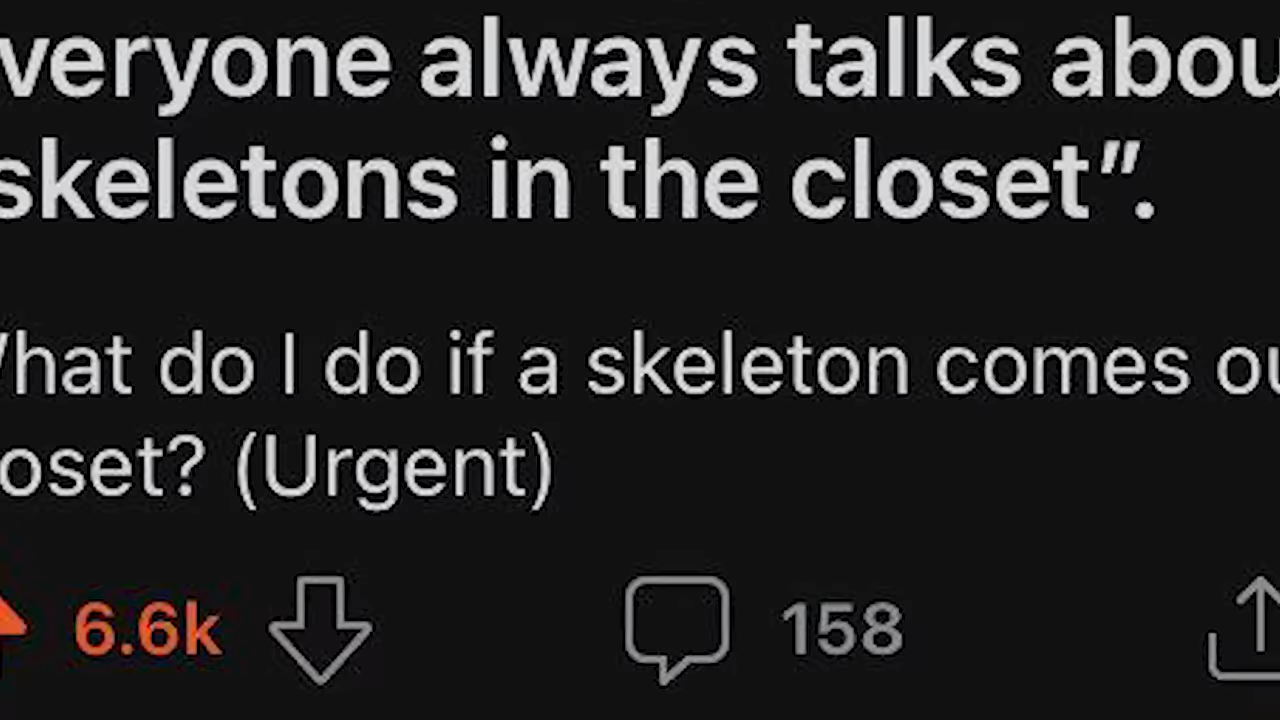 veryone always talks abou
skeletons in the closet”.
What do I do if a skeleton comes ou
oset? (Urgent)
6.6k 158